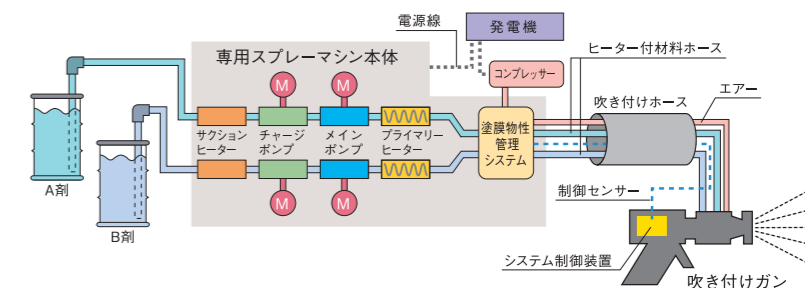 電源線
発電機
専用スプレーマシン本体
コンプレッサー
ヒーター付材料ホース
吹き付けホース
エアー
M
M
サクション
ヒーター
チャージ
ポンプ
メイン
ポンプ
プライマリー
ヒーター
塗膜物性
管理
システム
M
M
A剤
B剤
制御センサー
システム制御装置
吹き付けガン